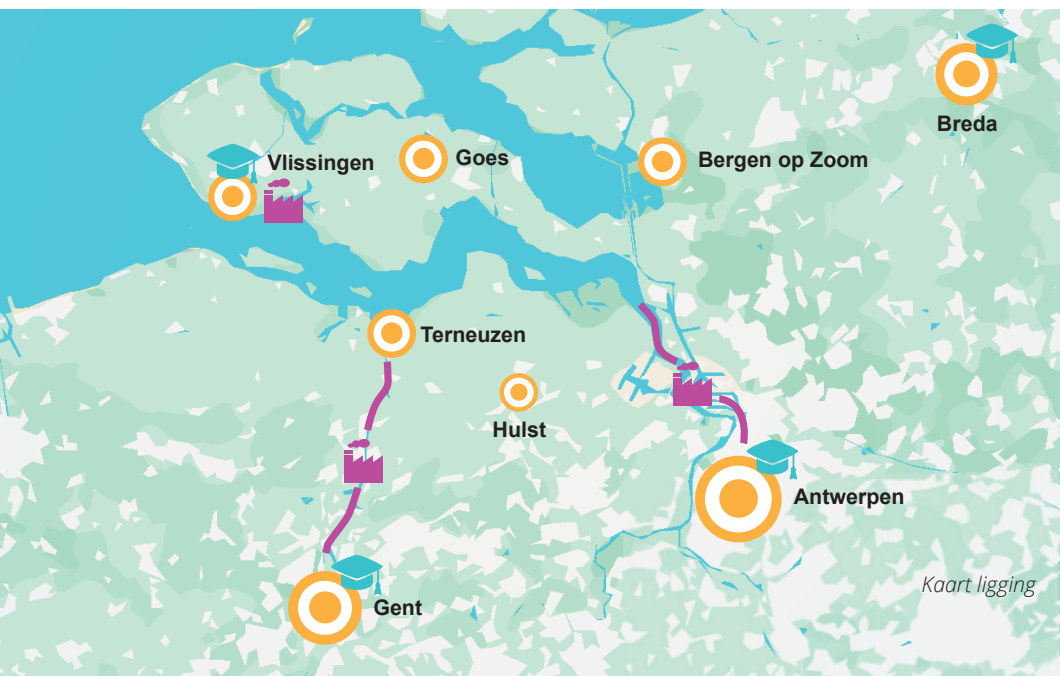 Breda
Vlissingen
Goes
Bergen op Zoom
Terneuzen
Hulst
Antwerpen
Kaart ligging
Gent